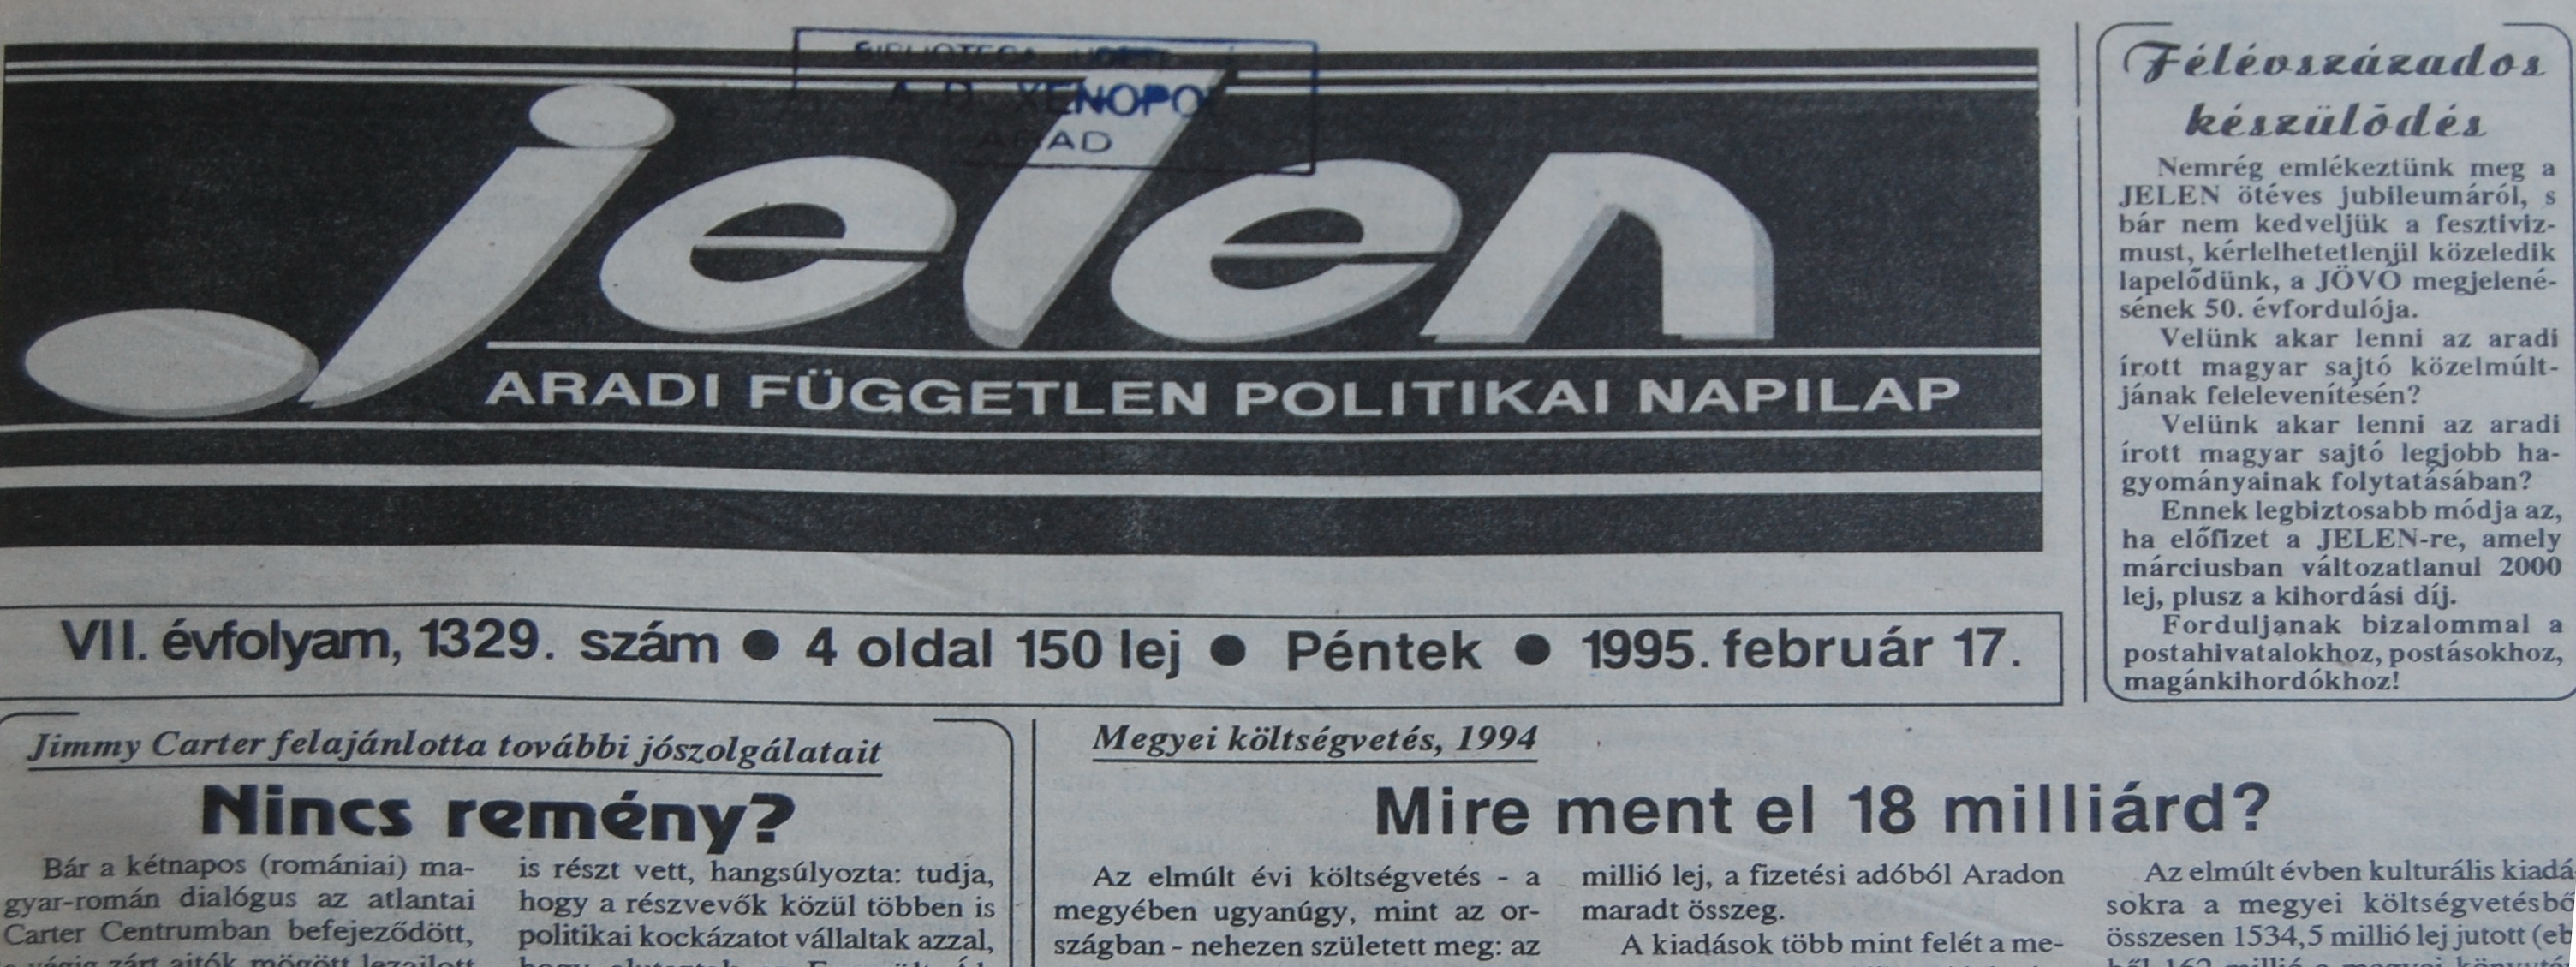 BIBLIOTECA
A. D. XENOPOL
ARAD
Jelen
ARADI FÜGGETLEN POLITIKAI NAPILAP
VII. évfolyam, 1329. szám ● 4 oldal 150 lej ● Péntek ● 1995. február 17.
Félévszázados
készülődés
Nemrég emlékeztünk meg a
JELEN ötéves jubileumáról, s
bár nem kedveljük a fesztiviz-
must, kérlelhetetlenül közeledik
lapelődünk, a JÖVŐ megjelené-
sének 50. évfordulója.
Velünk akar lenni az aradi
írott magyar sajtó közelmúlt-
jának felelevenítésén?
Velünk akar lenni az aradi
írott magyar sajtó legjobb ha-
gyományainak folytatásában?
Ennek legbiztosabb módja az,
ha előfizet a JELEN-re, amely
márciusban változatlanul 2000
lej, plusz a kihordási díj.
Forduljanak bizalommal a
postahivatalokhoz, postásokhoz,
magánkihordókhoz!
Jimmy Carter felajánlotta további jószolgálatait
Nincs remény?
Bár a kétnapos (romániai) ma-
gyar-román dialógus az atlantai
Carter Centrumban befejeződött,
is részt vett, hangsúlyozta: tudja,
hogy a részvevők közül többen is
politikai kockázatot vállaltak azzal,
Megyei költségvetés, 1994
Mire ment el 18 milliárd?
Az elmúlt évi költségvetés - a
megyében ugyanúgy, mint az or-
szágban - nehezen született meg: az
millió lej, a fizetési adóból Aradon
maradt összeg.
A kiadások több mint felét a me-
Az elmúlt évben kulturális kiadá
sokra a megyei költségvetésbő
összesen 1534,5 millió lej jutott (eb